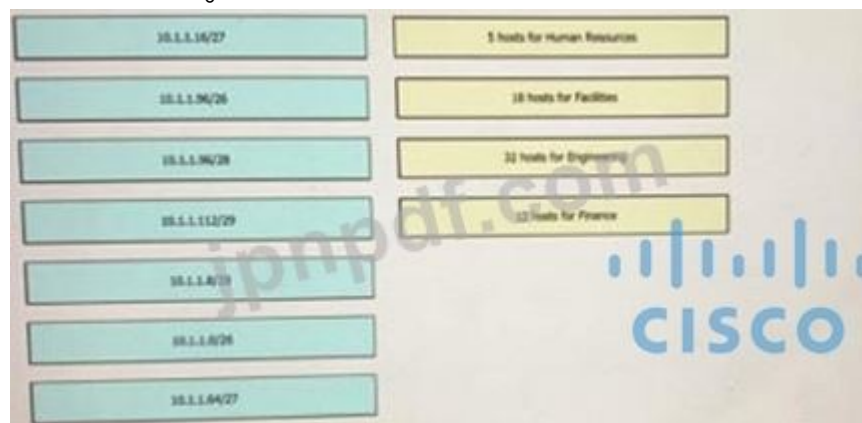 10.1.1.16/27
5 hosts for Human Resources
10.1.1.96/26
18 hosts for Facilities
10.1.1.96/28
32 hosts for Engineering
10.1.1.112/29
12 hosts for Finance
jpnpdf.com
10.1.1.0/26
CISCO
10.1.1.64/27